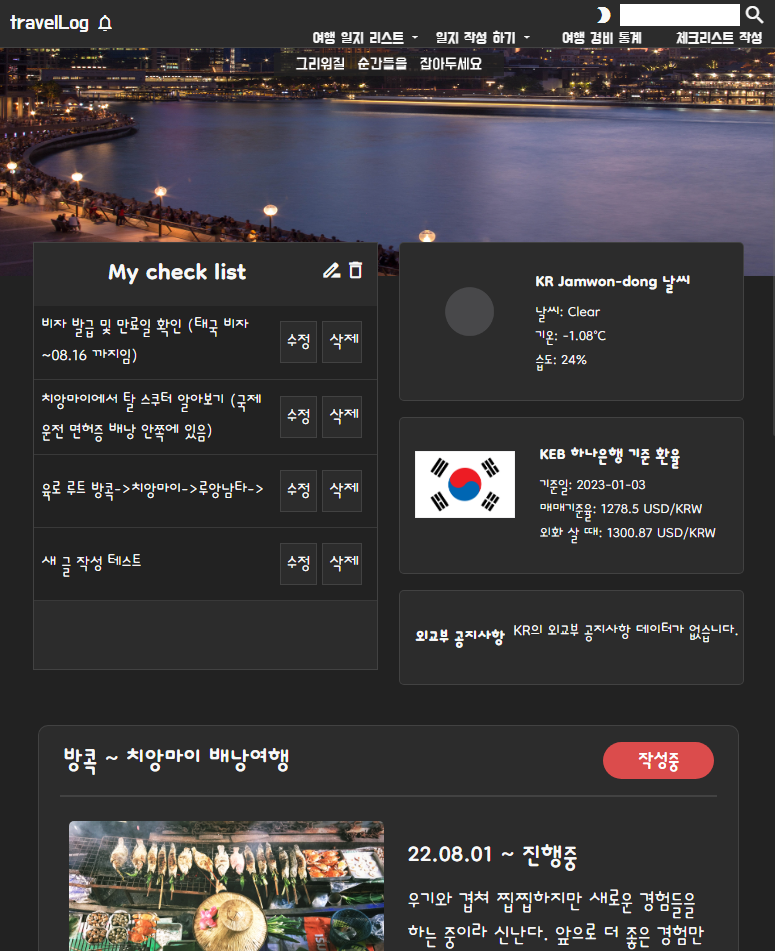 travelLog
여행 일지 리스트 일지 작성 하기 여행 경비 통계 체크리스트 작성
그리워질 순간들을 잡아두세요
My check list
비자 발급 및 만료일 확인 (태국 비자
~08.16 까지임)
수정 삭제
치앙마이에서 탈 스쿠터 알아보기 (국제
운전 면허증 배낭 안쪽에 있음)
수정 삭제
육로 루트 방콕->치앙마이->루앙남타->
수정 삭제
새 글 작성 테스트
수정 삭제
KR Jamwon-dong 날씨
날씨: Clear
기온: -1.08°C
습도: 24%
KEB 하나은행 기준 환율
기준일: 2023-01-03
매매기준율: 1278.5 USD/KRW
외화 살 때: 1300.87 USD/KRW
외교부 공지사항 KR의 외교부 공지사항 데이터가 없습니다.
방콕 ~ 치앙마이 배낭여행
작성중
22.08.01 ~ 진행중
우기와 겹쳐 찝찝하지만 새로운 경험들을
하는 중이라 신난다. 앞으로 더 좋은 경험만